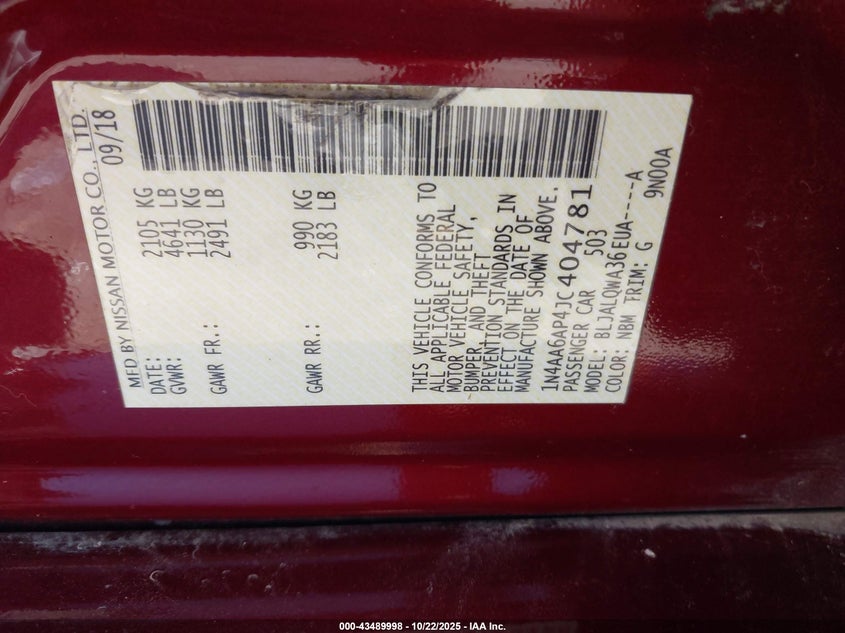 MFD BY NISSAN MOTOR CO., LTD.
DATE: 09/18
GVWR: 2105 KG
4641 LB
GAWR FR.: 1130 KG
2491 LB
GAWR RR.: 990 KG
2183 LB
THIS VEHICLE CONFORMS TO
ALL APPLICABLE FEDERAL
MOTOR VEHICLE SAFETY,
BUMPER, AND THEFT
PREVENTION STANDARDS IN
EFFECT ON THE DATE OF
MANUFACTURE SHOWN ABOVE.
1N4AA6AP4JC404781
PASSENGER CAR 503
MODEL: BLJALQWA36EUA----A
COLOR: NBM TRIM: G 9N00A
000-43489998 - 10/22/2025 - IAA Inc.